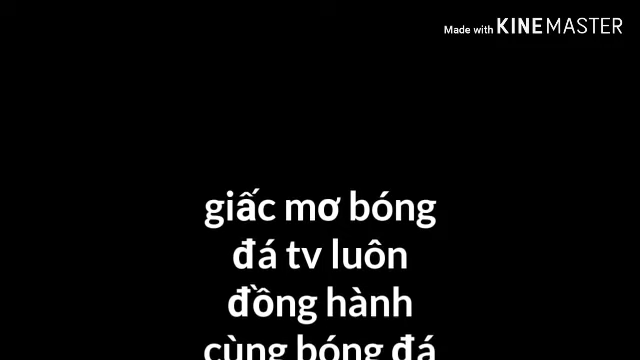 Made with KINEMASTER
giấc mơ bóng
đá tv luôn
đồng hành
cùng bóng đá